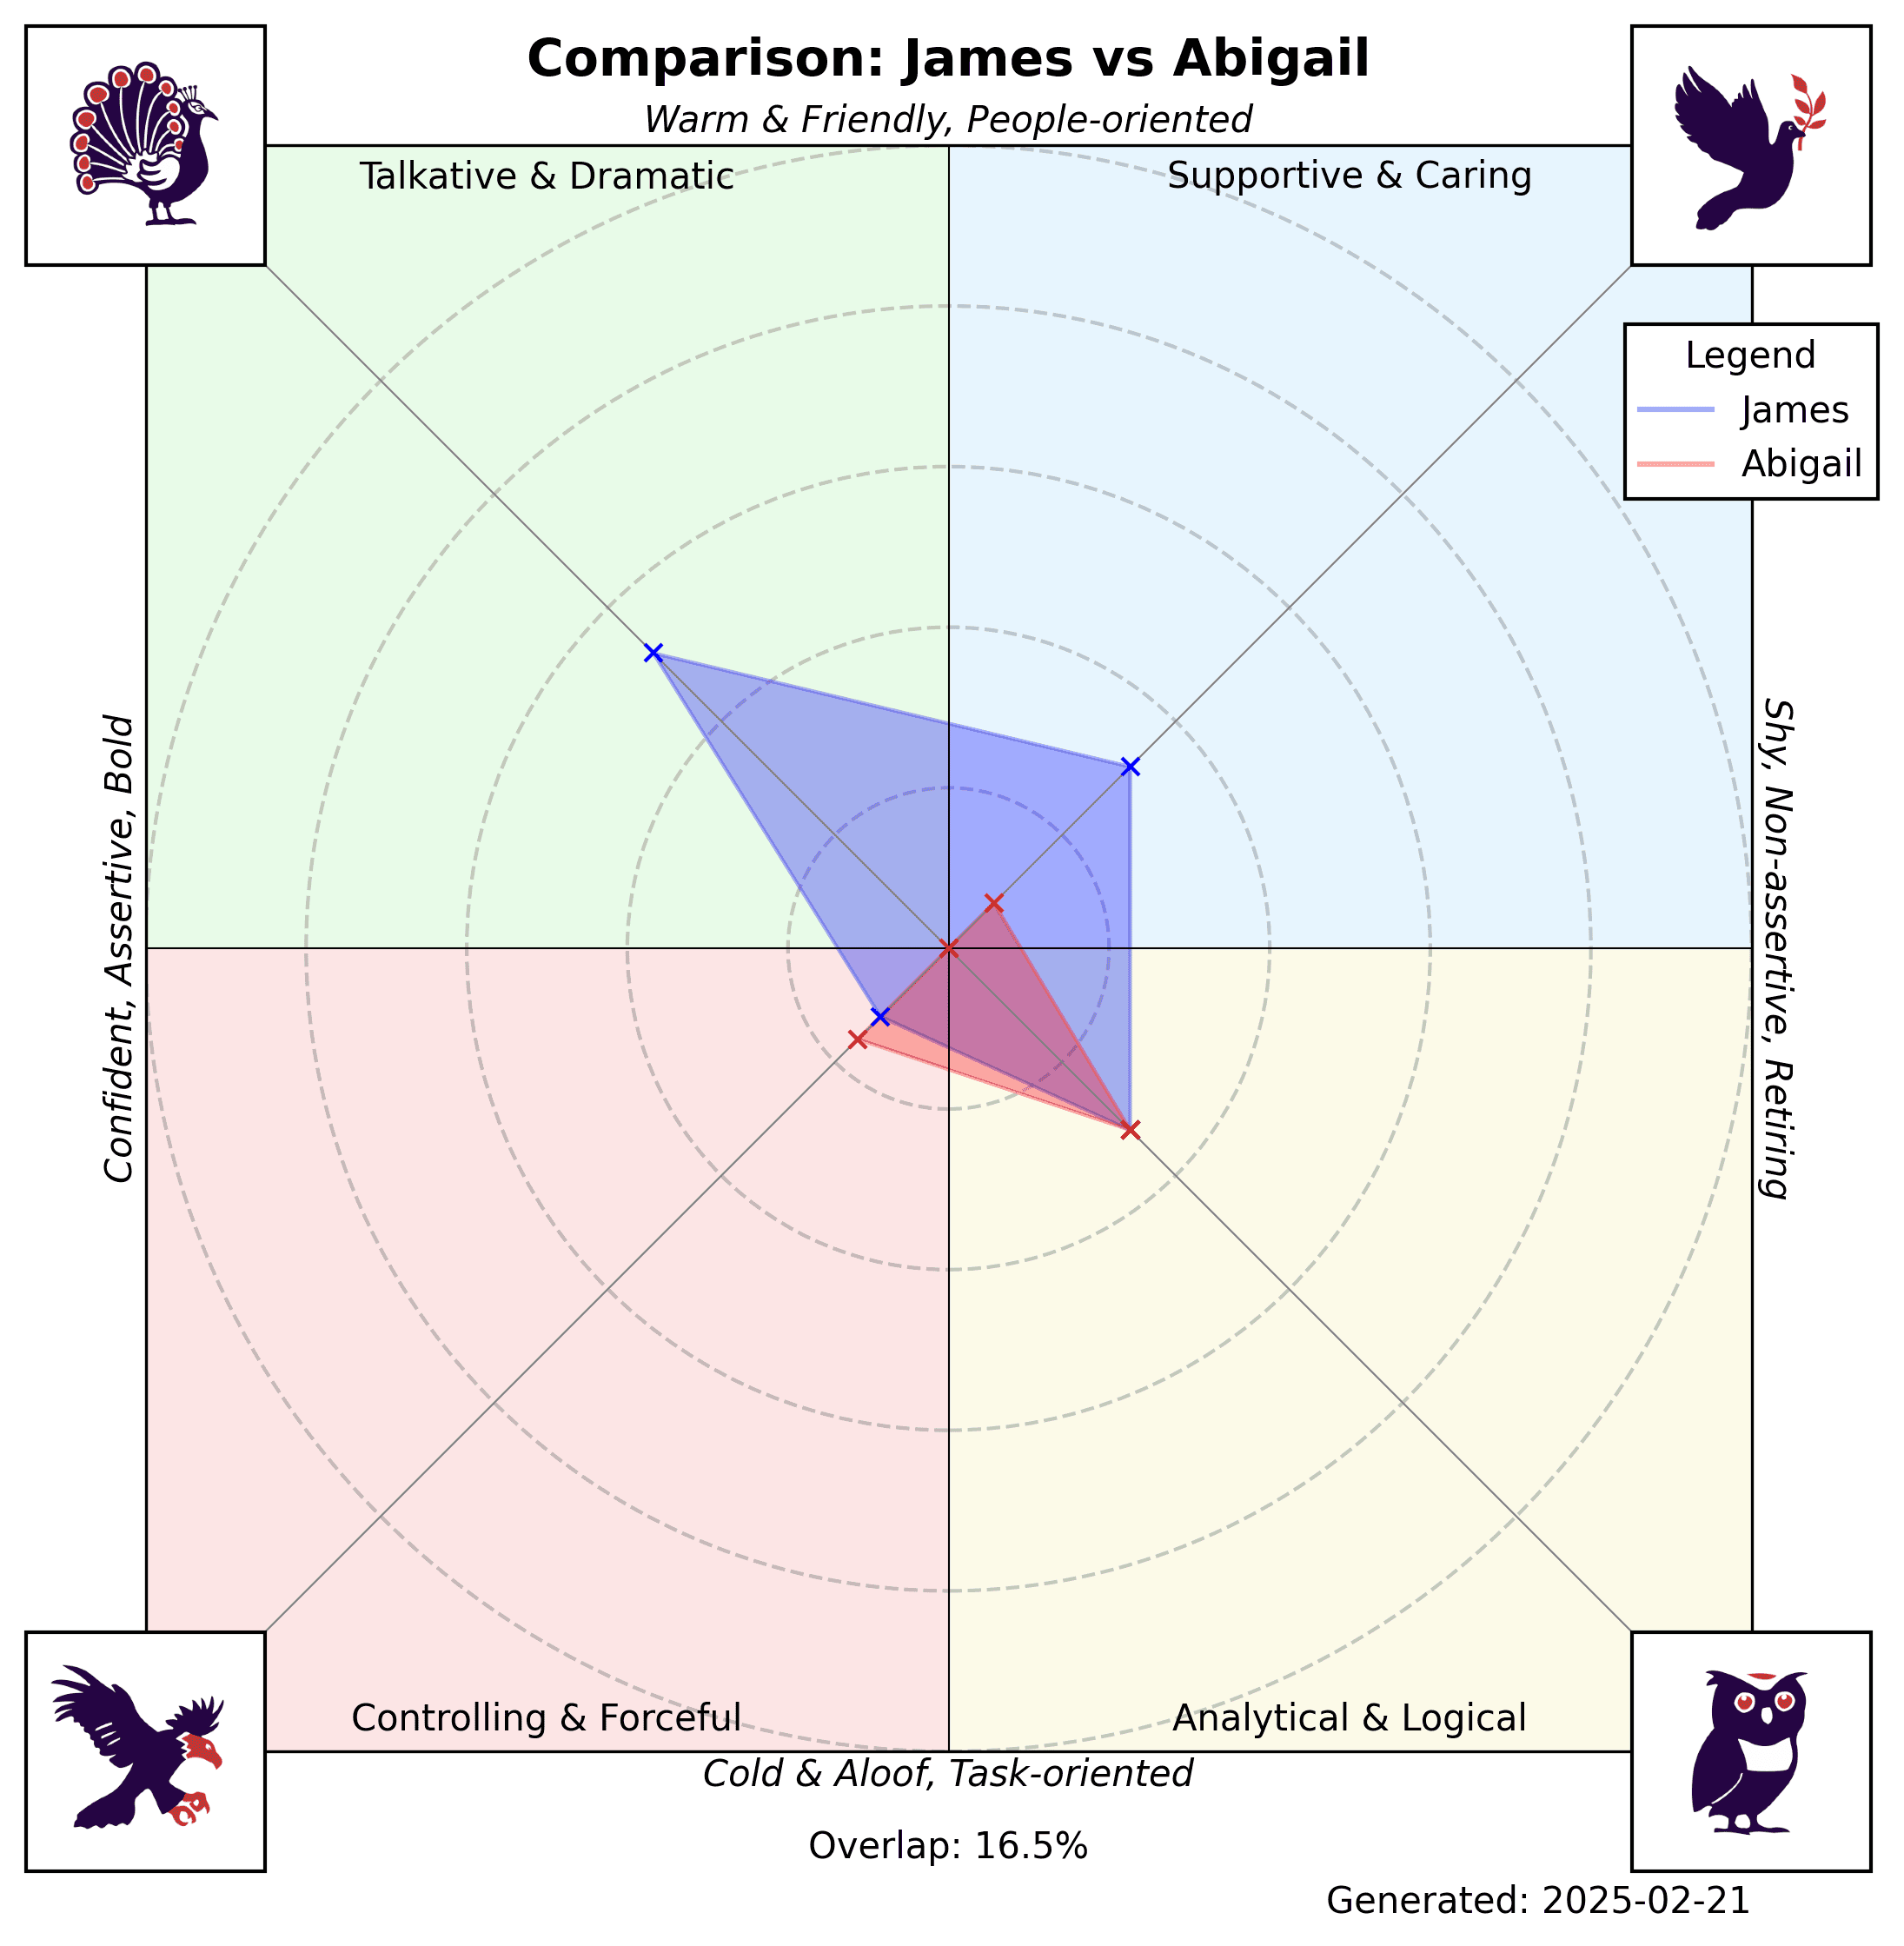 Comparison: James vs Abigail
Warm & Friendly, People-oriented
Talkative & Dramatic
Supportive & Caring
Legend
James
Abigail
Confident, Assertive, Bold
Shy, Non-assertive, Retiring
Controlling & Forceful
Analytical & Logical
Cold & Aloof, Task-oriented
Overlap: 16.5%
Generated: 2025-02-21